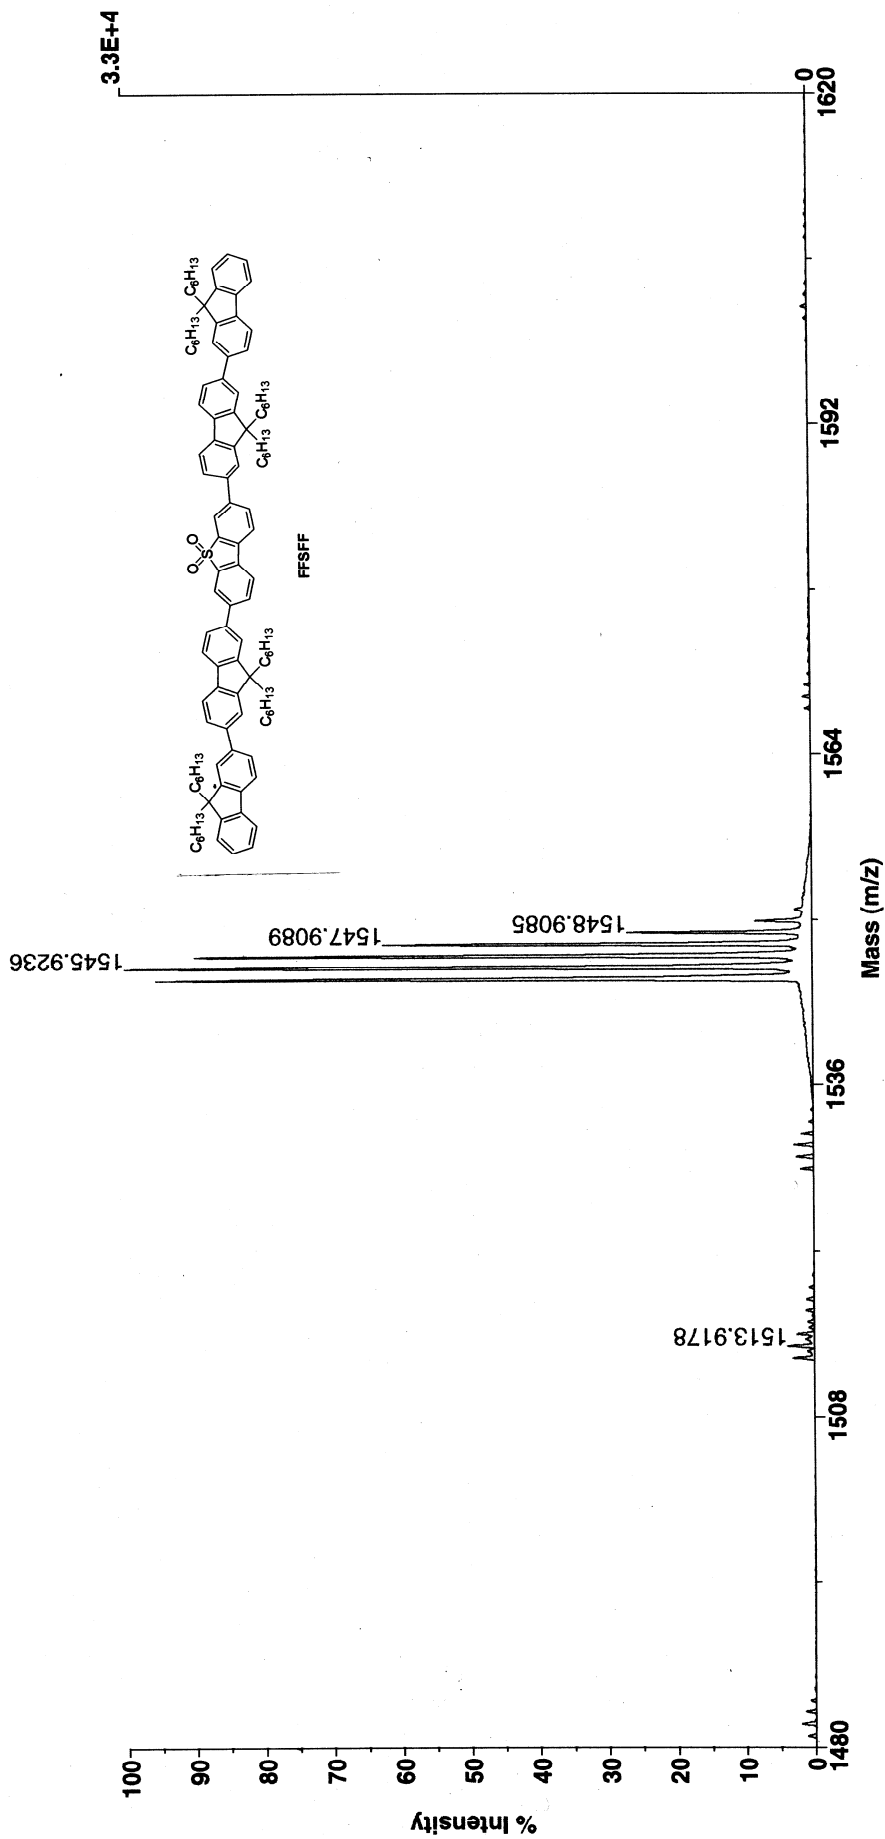 3.3E+4
C6H13
C6H13
C6H13
C6H13
O
O
S
C6H13
C6H13
C6H13
C6H13
FFSFF
1545.9236
1547.9089
1548.9085
1513.9178
100
90
80
70
60
50
40
30
20
10
0
% Intensity
0
1480
1508
1536
1564
1592
1620
Mass (m/z)